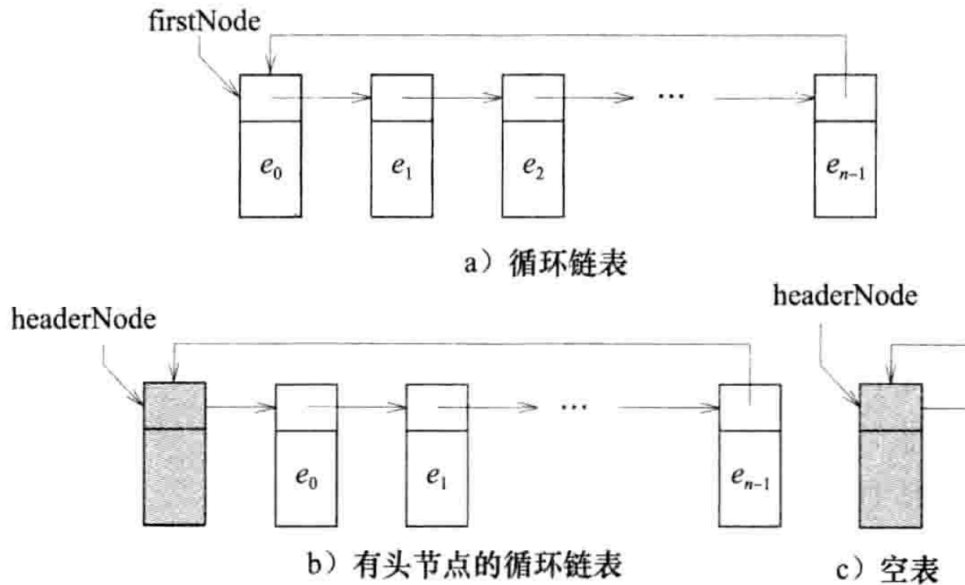 firstNode
...
e₀ e₁ e₂ eₙ₋₁
a）循环链表
headerNode headerNode
...
e₀ e₁ eₙ₋₁
b）有头节点的循环链表 c）空表